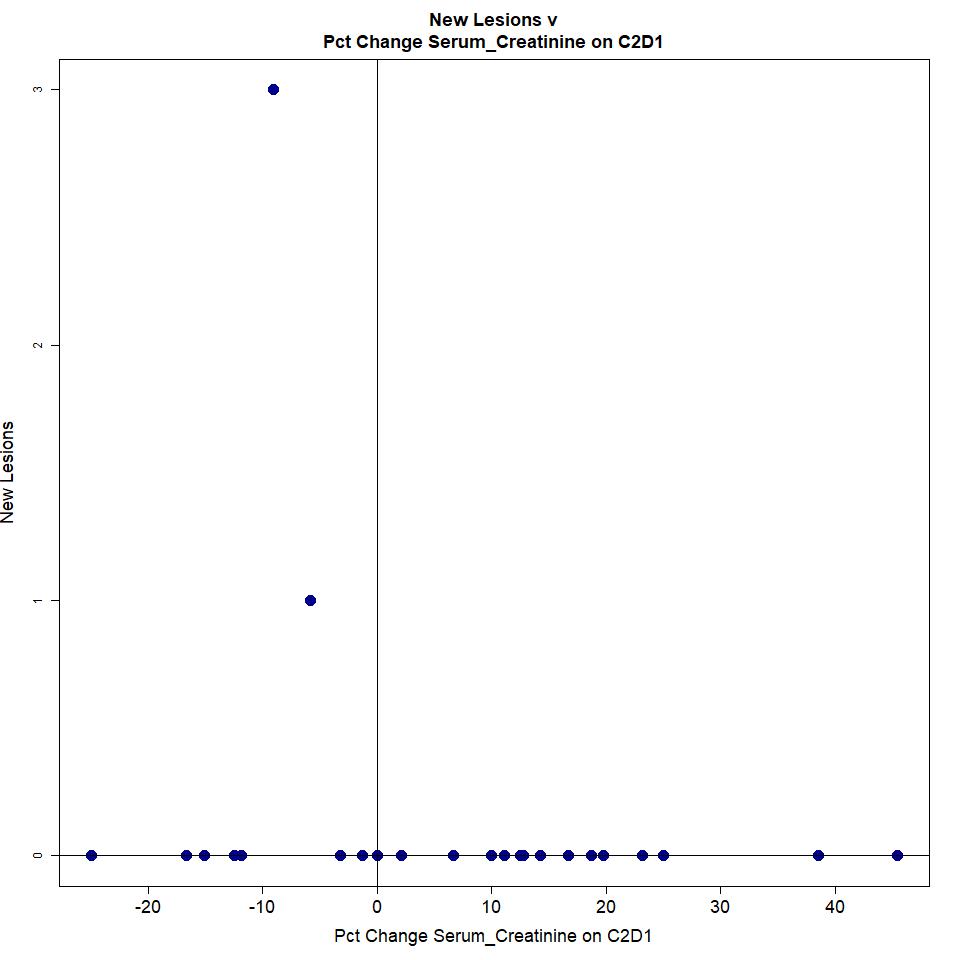 New Lesions v
Pct Change Serum_Creatinine on C2D1
3
2
1
0
New Lesions
-20 -10 0 10 20 30 40
Pct Change Serum_Creatinine on C2D1